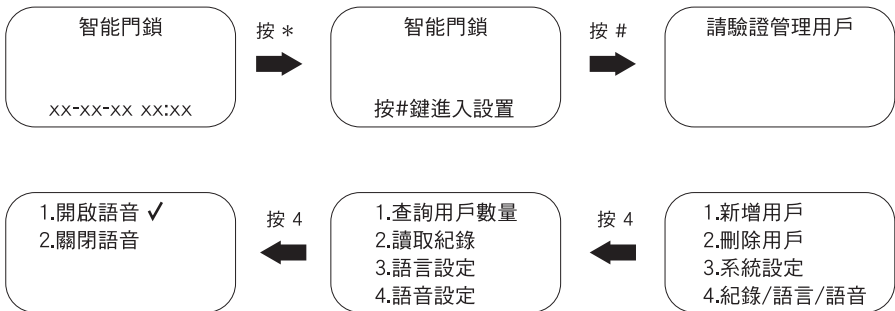 智能門鎖
xx-xx-xx xx:xx
按 *
智能門鎖
按#鍵進入設置
按 #
請驗證管理用戶
1.新增用戶
2.刪除用戶
3.系統設定
4.紀錄/語言/語音
按 4
1.查詢用戶數量
2.讀取紀錄
3.語言設定
4.語音設定
按 4
1.開啟語音 ✓
2.關閉語音